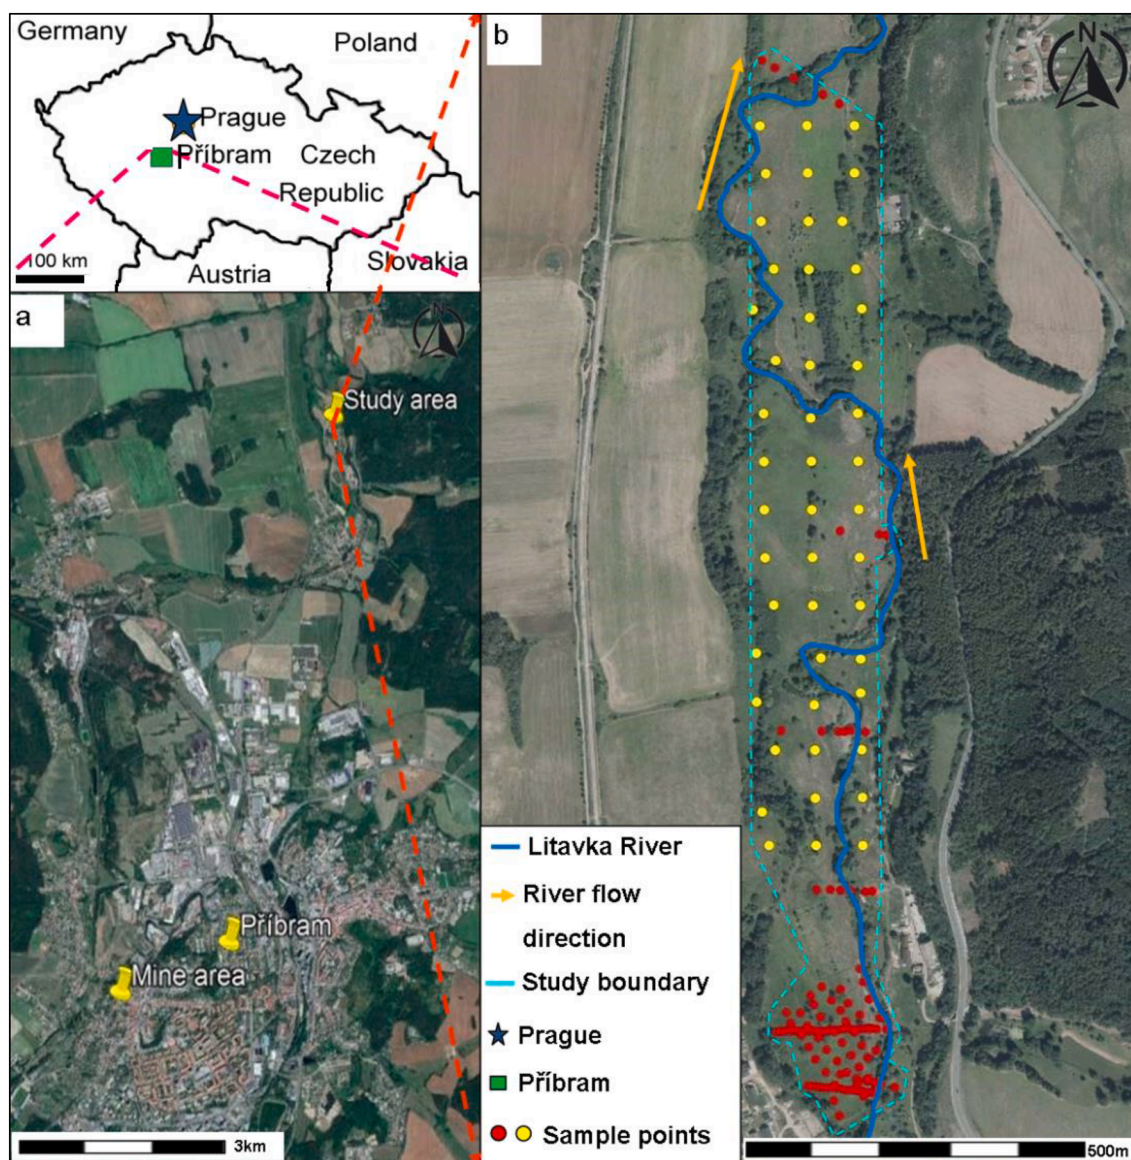 Germany
Poland
Prague
Příbram
Czech
Republic
100 km
Austria
Slovakia
a
N
Study area
Příbram
Mine area
3km
b
N
Litavka River
River flow
direction
Study boundary
Prague
Příbram
Sample points
500m